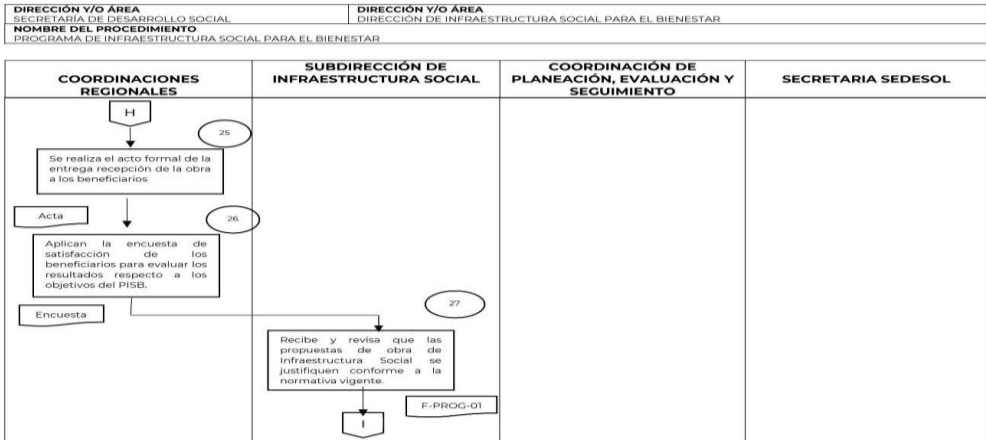 DIRECCIÓN Y/O ÁREA
SECRETARÍA DE DESARROLLO SOCIAL
DIRECCIÓN Y/O ÁREA
DIRECCIÓN DE INFRAESTRUCTURA SOCIAL PARA EL BIENESTAR
NOMBRE DEL PROCEDIMIENTO
PROGRAMA DE INFRAESTRUCTURA SOCIAL PARA EL BIENESTAR
COORDINACIONES
REGIONALES
SUBDIRECCIÓN DE
INFRAESTRUCTURA SOCIAL
COORDINACIÓN DE
PLANEACIÓN, EVALUACIÓN Y
SEGUIMIENTO
SECRETARIA SEDESOL
H
25
Se realiza el acto formal de la
entrega recepción de la obra
a los beneficiarios
Acta
26
Aplican la encuesta de
satisfacción de los
beneficiarios para evaluar los
resultados respecto a los
objetivos del PISB.
Encuesta
27
Recibe y revisa que las
propuestas de obra de
Infraestructura Social se
justifiquen conforme a la
normativa vigente.
F-PROG-01
I